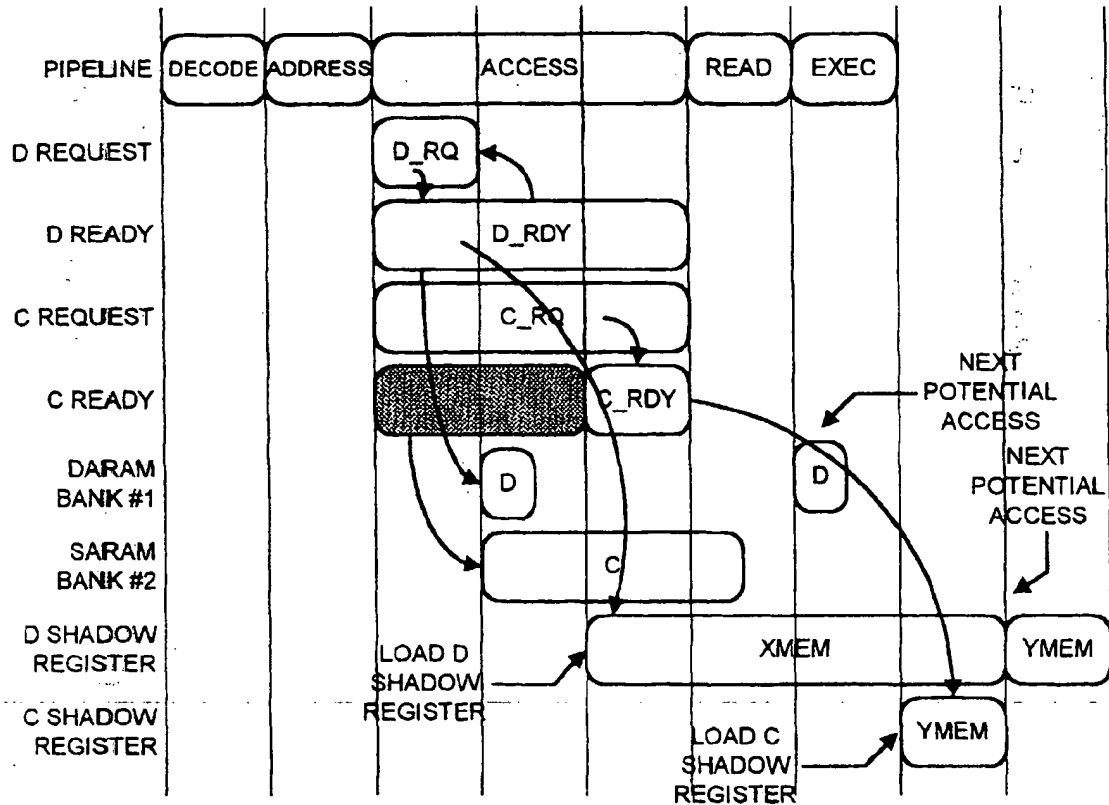 PIPELINE DECODE ADDRESS ACCESS READ EXEC
D REQUEST D_RQ
D READY D_RDY
C REQUEST C_RQ
C READY C_RDY
NEXT
POTENTIAL
ACCESS
DARAM
BANK #1
D
D
NEXT
POTENTIAL
ACCESS
SARAM
BANK #2
C
D SHADOW
REGISTER
LOAD D
SHADOW
REGISTER
XMEM YMEM
C SHADOW
REGISTER
LOAD C
SHADOW
REGISTER
YMEM